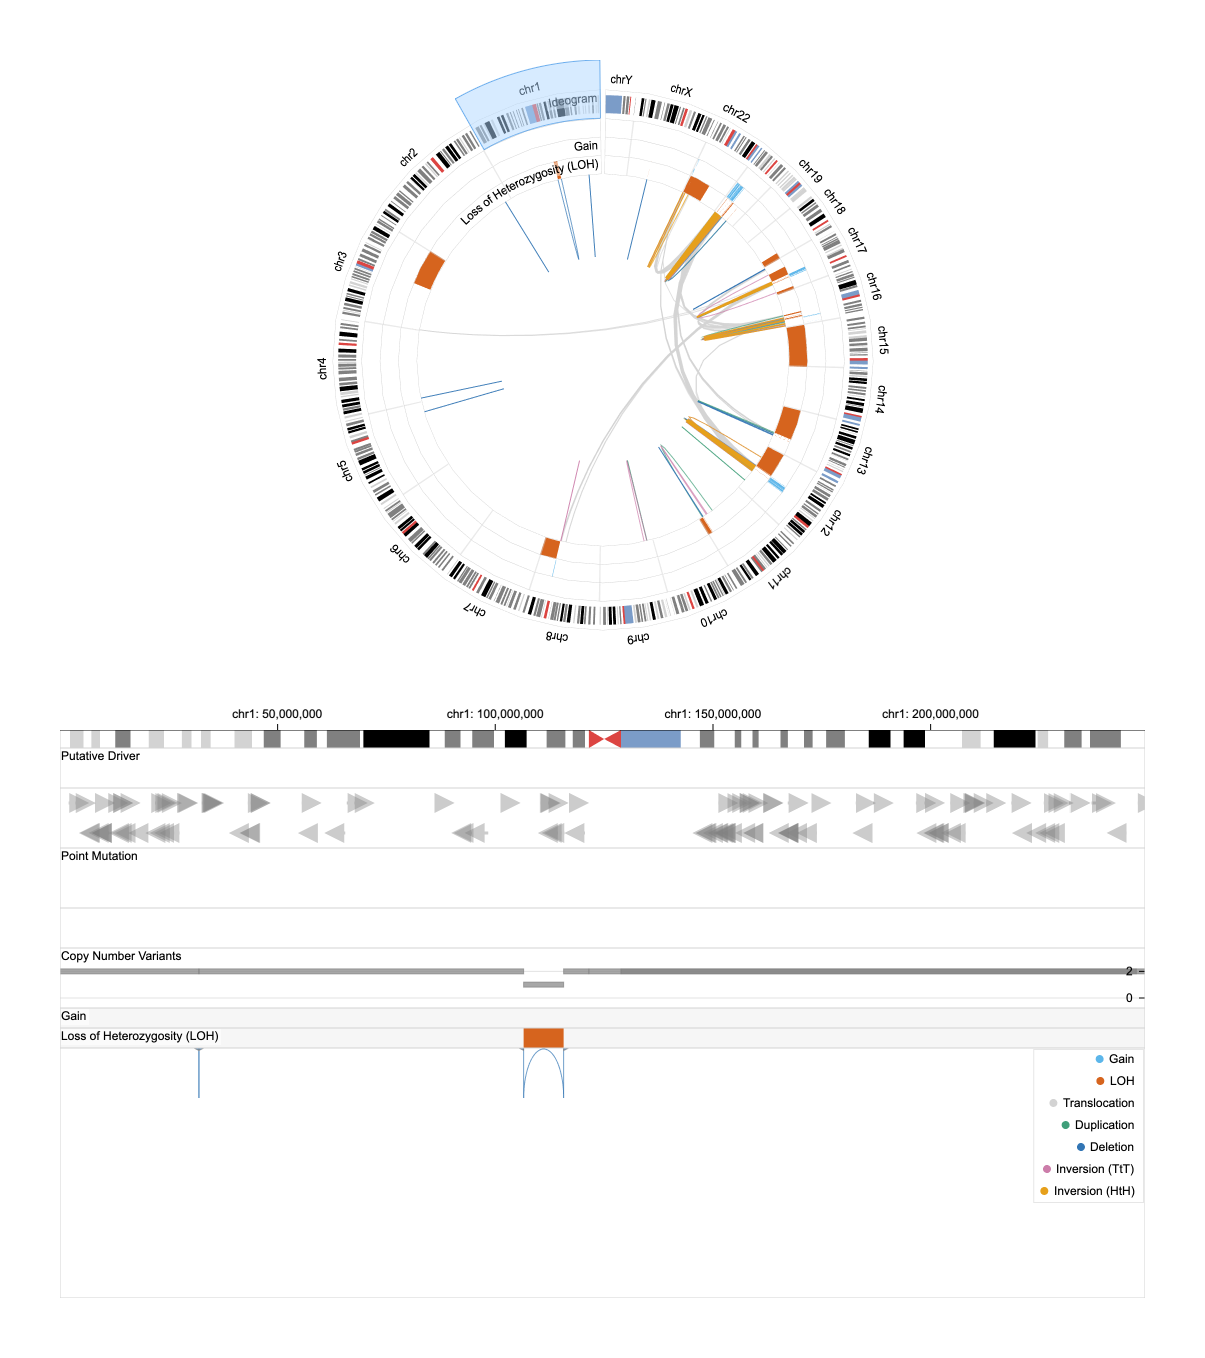 chr1
Ideogram
Gain
Loss of Heterozygosity (LOH)
chrY
chrX
chr22
chr19
chr18
chr17
chr16
chr15
chr14
chr13
chr12
chr11
chr10
chr9
chr8
chr7
chr6
chr5
chr4
chr3
chr2
chr1: 50,000,000 chr1: 100,000,000 chr1: 150,000,000 chr1: 200,000,000
Putative Driver
Point Mutation
Copy Number Variants
2
0
Gain
Loss of Heterozygosity (LOH)
Gain
LOH
Translocation
Duplication
Deletion
Inversion (TtT)
Inversion (HtH)